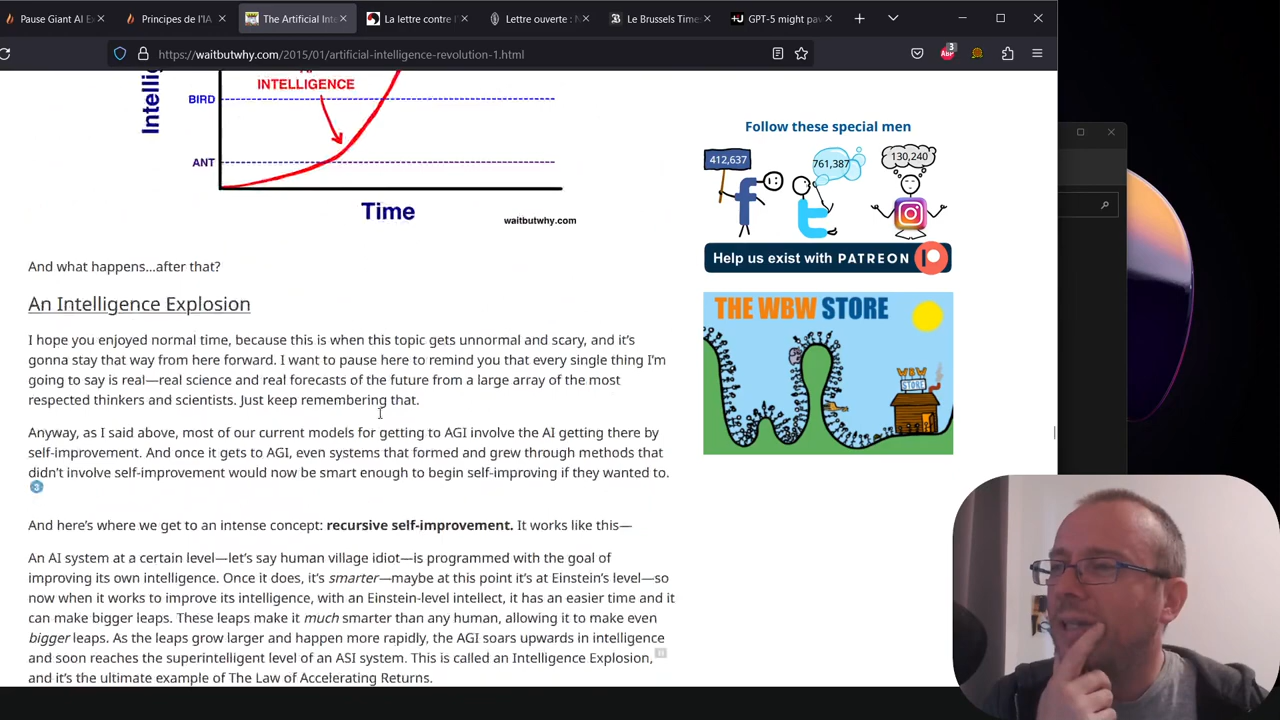 Pause Giant AI Ex
Principes de l'IA
The Artificial Inte
La lettre contre l'
Lettre ouverte : M
Le Brussels Times
GPT-5 might pav
https://waitbutwhy.com/2015/01/artificial-intelligence-revolution-1.html
ABP
3
INTELLIGENCE
BIRD
ANT
Time
waitbutwhy.com
And what happens…after that?
An Intelligence Explosion
I hope you enjoyed normal time, because this is when this topic gets unnormal and scary, and it's
gonna stay that way from here forward. I want to pause here to remind you that every single thing I'm
going to say is real—real science and real forecasts of the future from a large array of the most
respected thinkers and scientists. Just keep remembering that.
Anyway, as I said above, most of our current models for getting to AGI involve the AI getting there by
self-improvement. And once it gets to AGI, even systems that formed and grew through methods that
didn't involve self-improvement would now be smart enough to begin self-improving if they wanted to.
3
And here's where we get to an intense concept: recursive self-improvement. It works like this—
An AI system at a certain level—let's say human village idiot—is programmed with the goal of
improving its own intelligence. Once it does, it's smarter—maybe at this point it's at Einstein's level—so
now when it works to improve its intelligence, with an Einstein-level intellect, it has an easier time and it
can make bigger leaps. These leaps make it much smarter than any human, allowing it to make even
bigger leaps. As the leaps grow larger and happen more rapidly, the AGI soars upwards in intelligence
and soon reaches the superintelligent level of an ASI system. This is called an Intelligence Explosion,
and it's the ultimate example of The Law of Accelerating Returns.
Follow these special men
412,637
761,387
130,240
Help us exist with PATREON
THE WBW STORE
WBW
STORE